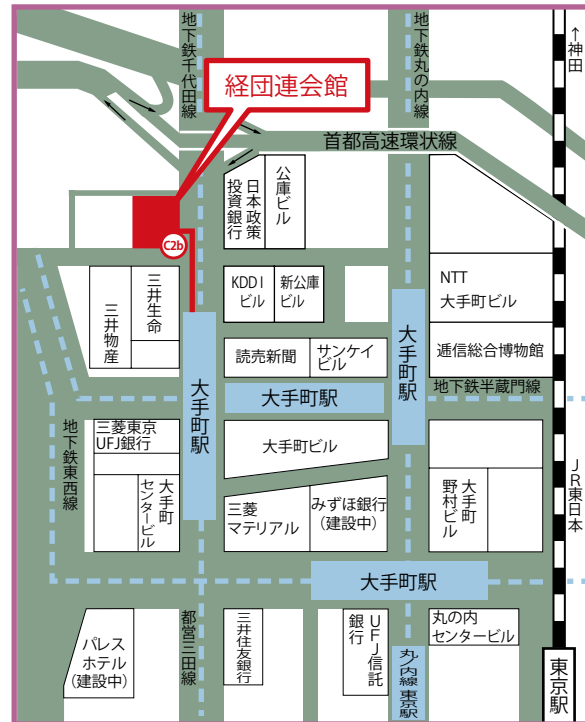 地下鉄千代田線
地下鉄丸の内線
↑神田
経団連会館
首都高速環状線
日本政策
投資銀行
公庫ビル
C2b
三井生命
三井物産
KDDI
ビル
新公庫
ビル
NTT
大手町ビル
大手町駅
大手町駅
読売新聞
サンケイ
ビル
逓信総合博物館
地下鉄半蔵門線
大手町駅
地下鉄東西線
三菱東京
UFJ銀行
大手町
センタービル
大手町ビル
三菱
マテリアル
みずほ銀行
(建設中)
大手町
野村ビル
JR東日本
大手町駅
パレス
ホテル
(建設中)
都営三田線
三井住友銀行
UFJ信託
銀行
丸ノ内線 東京駅
丸の内
センタービル
東京駅